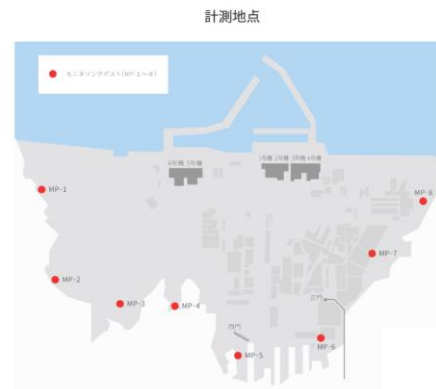 計測地点
モニタリングポスト(MP-1〜8)
6号機 5号機
1号機 2号機 3号機 4号機
MP-1
MP-8
MP-7
MP-2
MP-3
MP-4
正門
西門
MP-6
MP-5